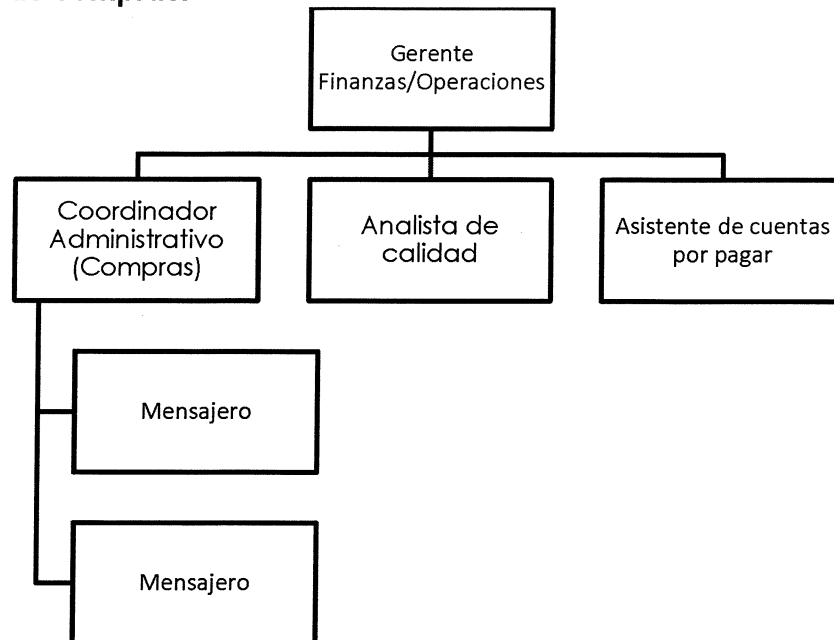 Gerente
Finanzas/Operaciones
Coordinador
Administrativo
(Compras)
Analista de
calidad
Asistente de cuentas
por pagar
Mensajero
Mensajero